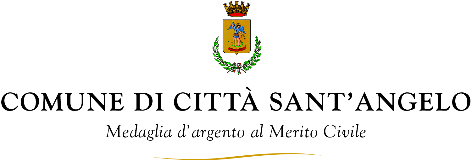 COMUNE DI CITTÀ SANT'ANGELO
Medaglia d'argento al Merito Civile